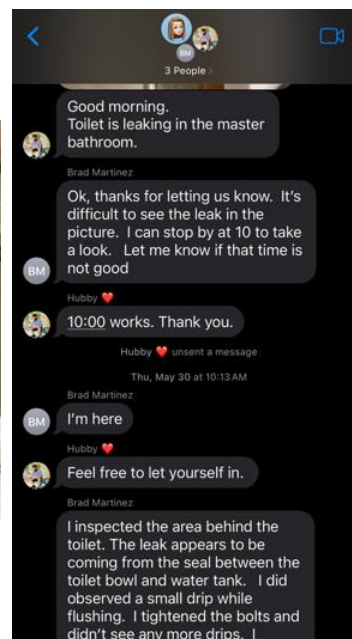 BM
3 People >
Good morning.
Toilet is leaking in the master
bathroom.
Brad Martinez
Ok, thanks for letting us know.  It's
difficult to see the leak in the
picture.  I can stop by at 10 to take
a look.   Let me know if that time is
not good
BM
Hubby ❤️
10:00 works. Thank you.
Hubby ❤️ unsent a message
Thu, May 30 at 10:13 AM
Brad Martinez
I'm here
BM
Hubby ❤️
Feel free to let yourself in.
Brad Martinez
I inspected the area behind the
toilet. The leak appears to be
coming from the seal between the
toilet bowl and water tank.   I did
observed a small drip while
flushing.  I tightened the bolts and
didn't see any more drips.  I